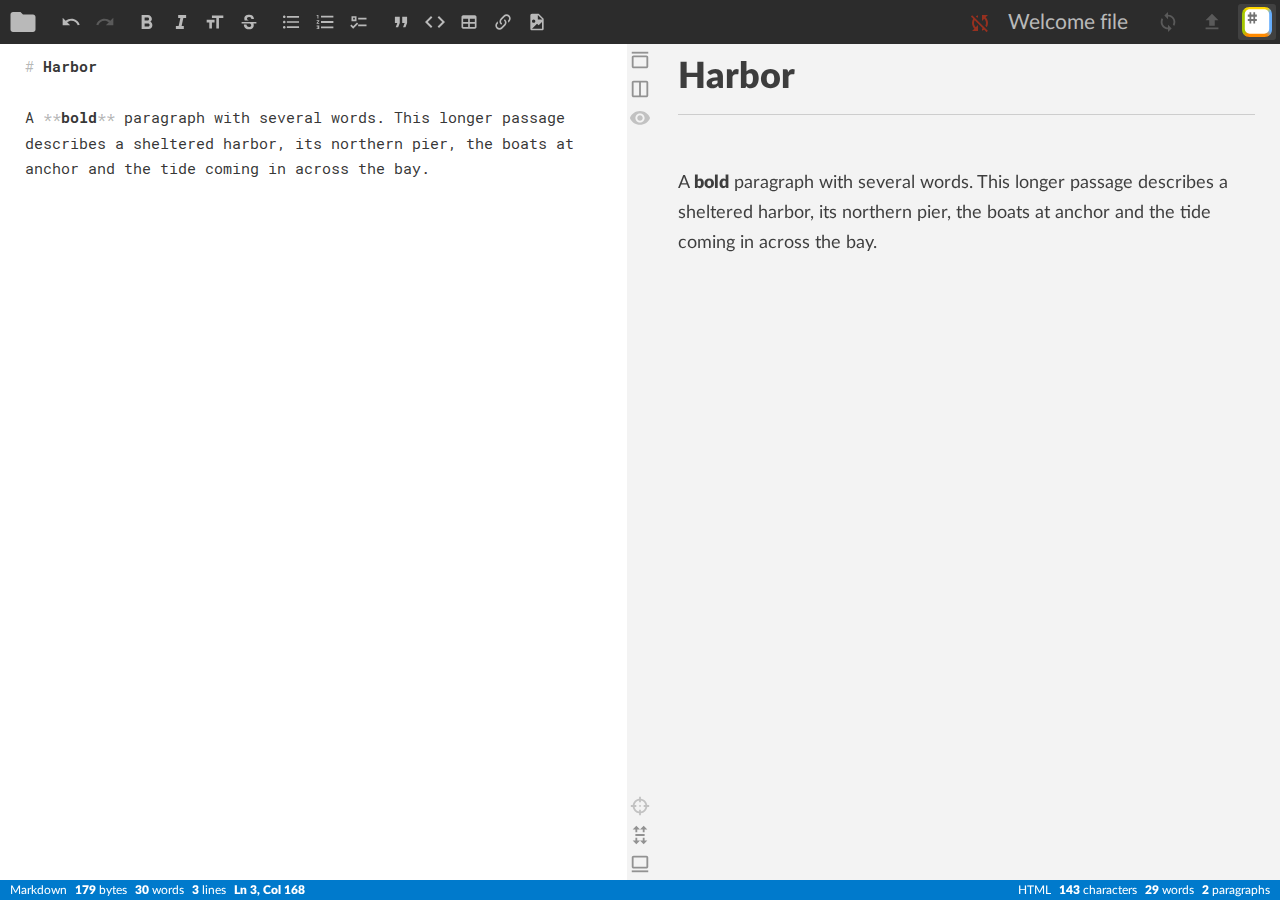 Welcome file
# Harbor
A **bold** paragraph with several words. This longer passage
describes a sheltered harbor, its northern pier, the boats at
anchor and the tide coming in across the bay.
Harbor
A bold paragraph with several words. This longer passage describes a
sheltered harbor, its northern pier, the boats at anchor and the tide
coming in across the bay.
Markdown 179 bytes 30 words 3 lines Ln 3, Col 168
HTML 143 characters 29 words 2 paragraphs